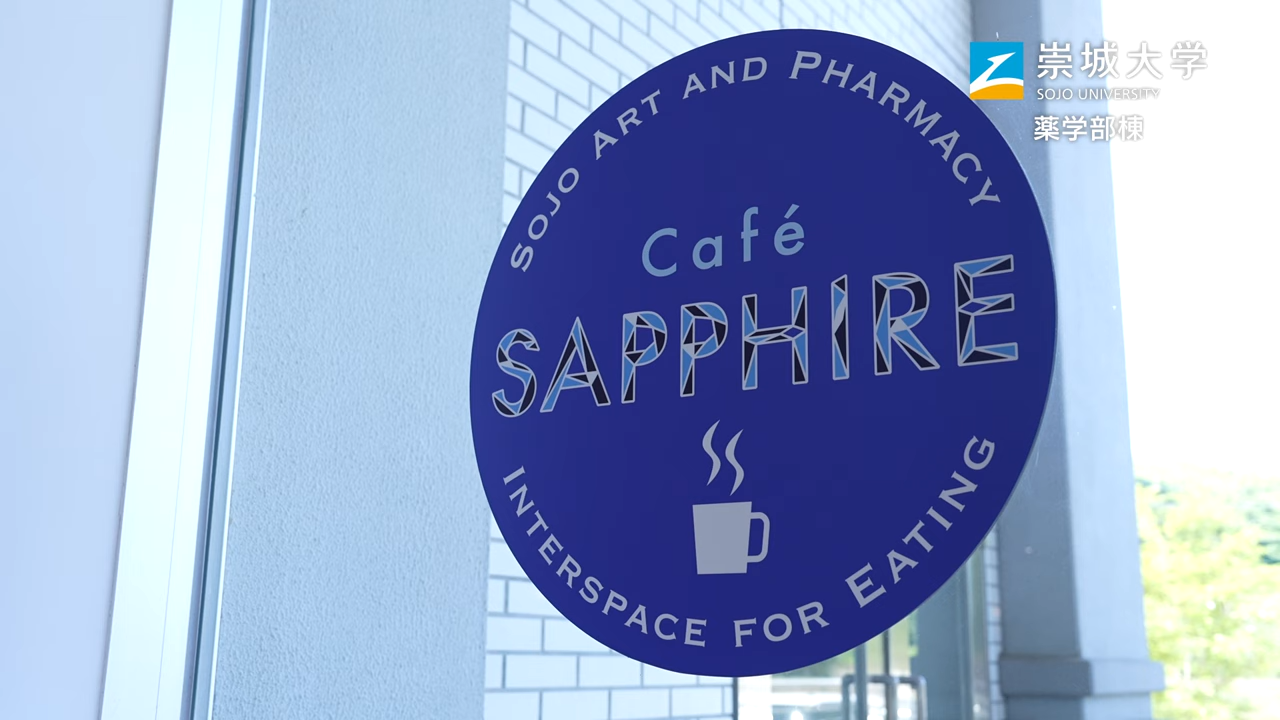 崇城大学
SOJO UNIVERSITY
薬学部棟
SOJO ART AND PHARMACY
Café
SAPPHIRE
INTERSPACE FOR EATING